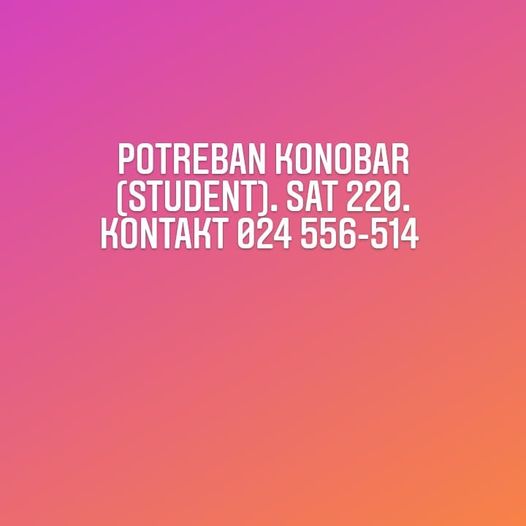 POTREBAN KONOBAR
(STUDENT). SAT 220.
KONTAKT 024 556-514